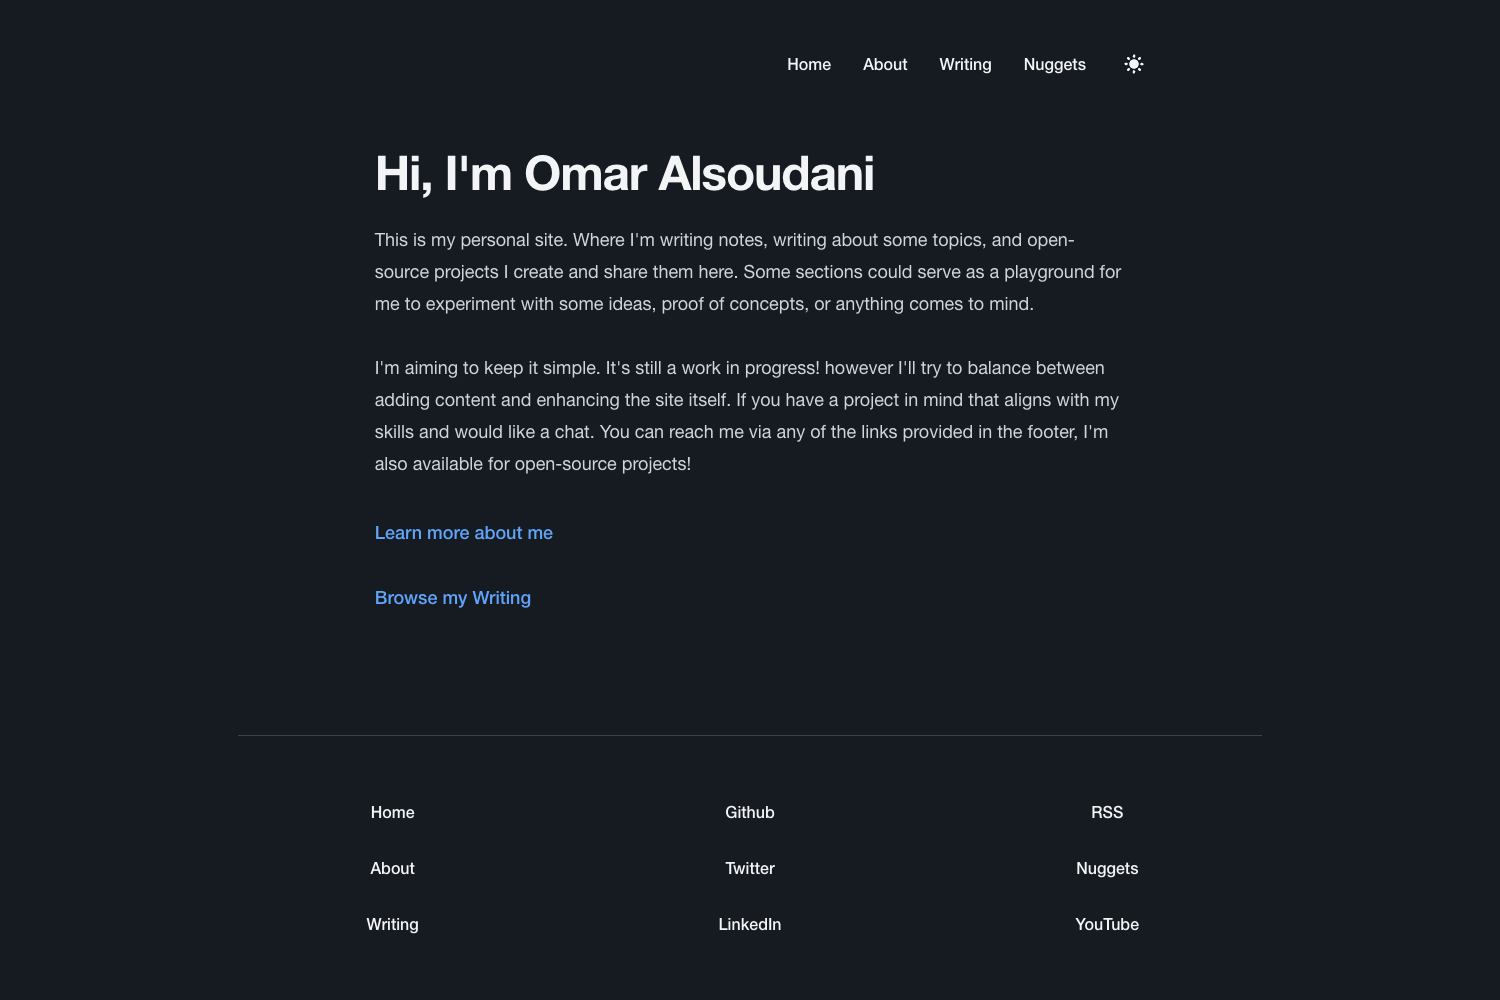 Home About Writing Nuggets
Hi, I'm Omar Alsoudani
This is my personal site. Where I'm writing notes, writing about some topics, and open-
source projects I create and share them here. Some sections could serve as a playground for
me to experiment with some ideas, proof of concepts, or anything comes to mind.
I'm aiming to keep it simple. It's still a work in progress! however I'll try to balance between
adding content and enhancing the site itself. If you have a project in mind that aligns with my
skills and would like a chat. You can reach me via any of the links provided in the footer, I'm
also available for open-source projects!
Learn more about me
Browse my Writing
Home Github RSS
About Twitter Nuggets
Writing LinkedIn YouTube